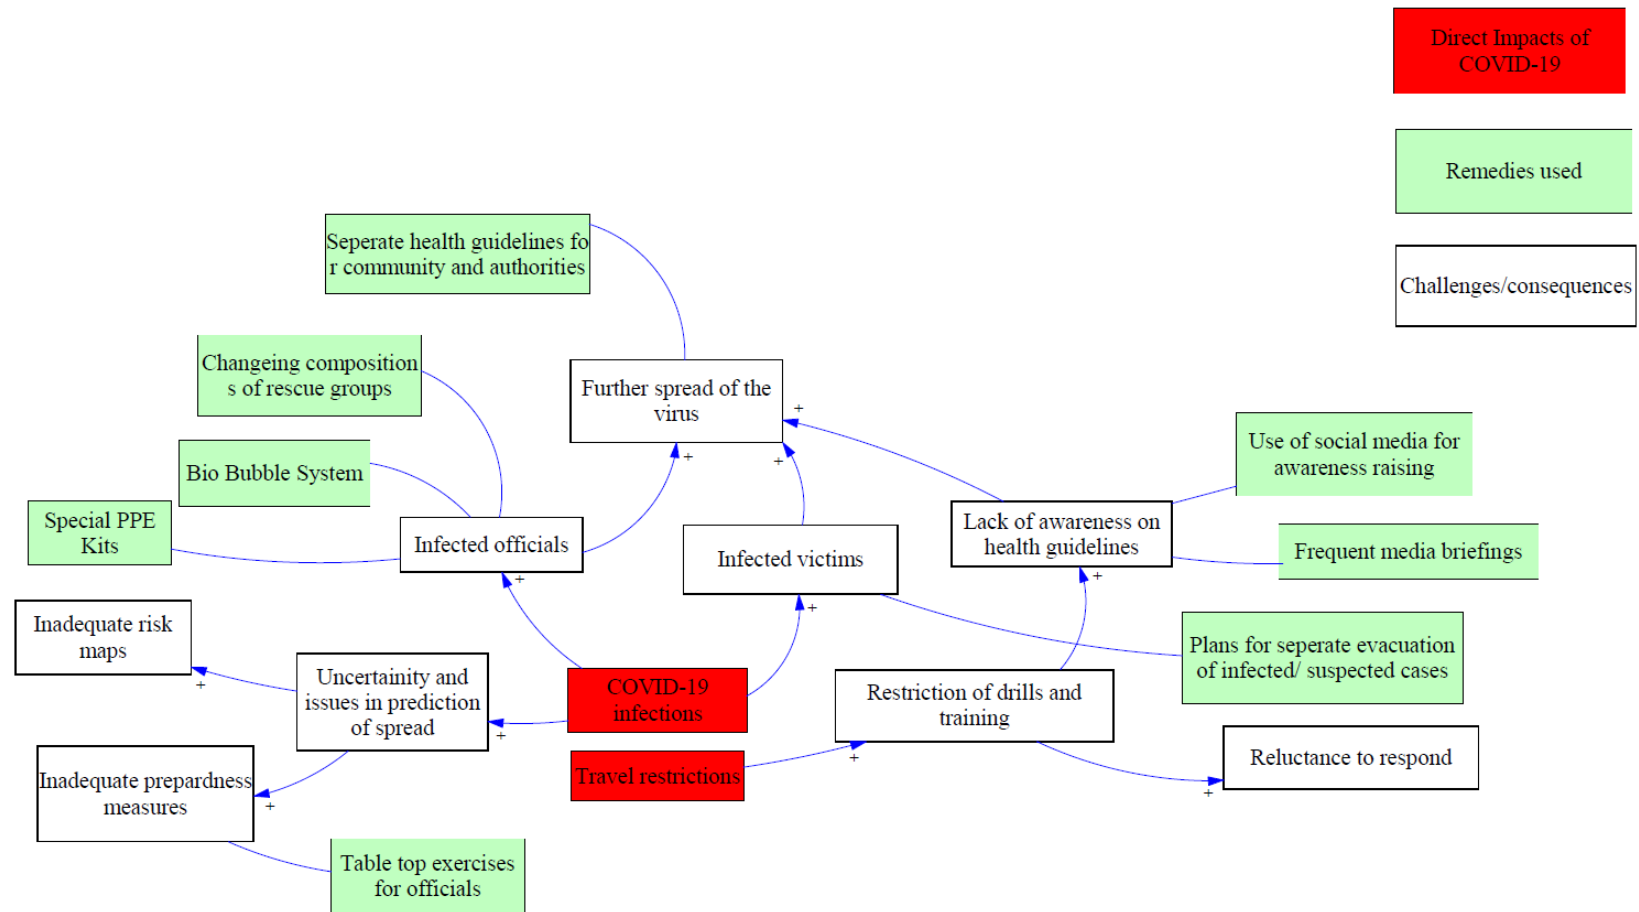 Direct Impacts of
COVID-19
Remedies used
Challenges/consequences
Seperate health guidelines fo
r community and authorities
Changeing composition
s of rescue groups
Further spread of the
virus
+
+
+
Bio Bubble System
Use of social media for
awareness raising
Special PPE
Kits
Infected officials
+
Infected victims
+
Lack of awareness on
health guidelines
+
Frequent media briefings
Inadequate risk
maps
+
Uncertainity and
issues in prediction
of spread
+
COVID-19
infections
Restriction of drills and
training
+
Plans for seperate evacuation
of infected/ suspected cases
Travel restrictions
Reluctance to respond
+
Inadequate prepardness
measures
+
Table top exercises
for officials